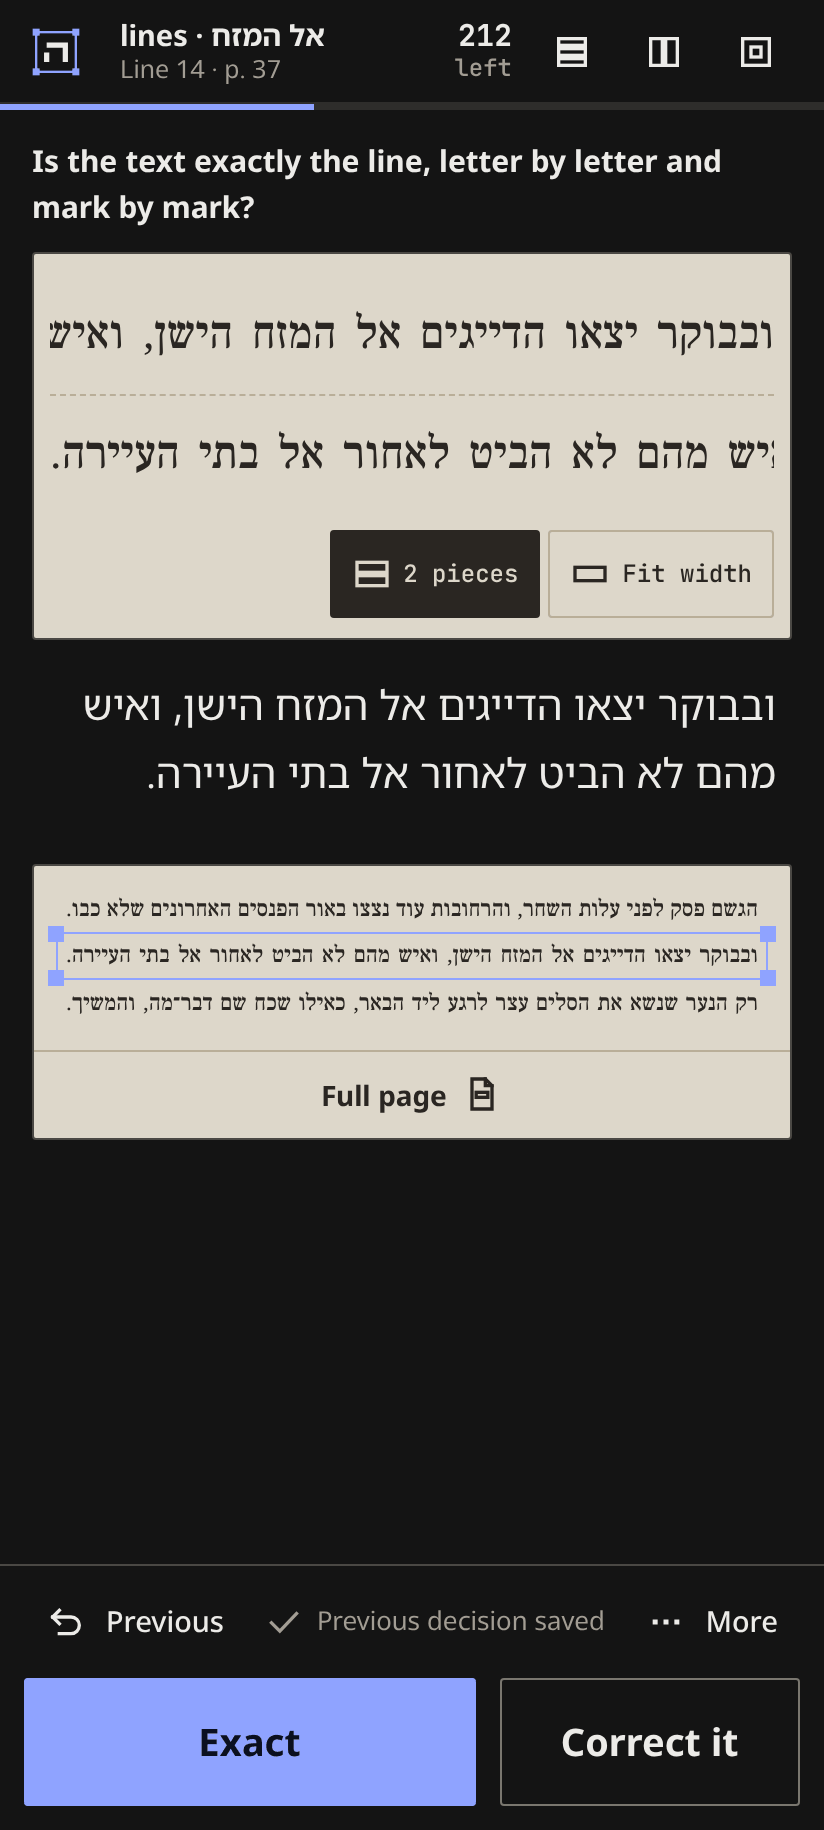 ה
lines · אל המזח
Line 14 · p. 37
212
left
Is the text exactly the line, letter by letter and
mark by mark?
ובבוקר יצאו הדייגים אל המזח הישן, ואיש
איש מהם לא הביט לאחור אל בתי העיירה.
2 pieces
Fit width
ובבוקר יצאו הדייגים אל המזח הישן, ואיש
מהם לא הביט לאחור אל בתי העיירה.
הגשם פסק לפני עלות השחר, והרחובות עוד נצצו באור הפנסים האחרונים שלא כבו.
ובבוקר יצאו הדייגים אל המזח הישן, ואיש מהם לא הביט לאחור אל בתי העיירה.
רק הנער שנשא את הסלים עצר לרגע ליד הבאר, כאילו שכח שם דבר־מה, והמשיך.
Full page
Previous
Previous decision saved
More
Exact
Correct it